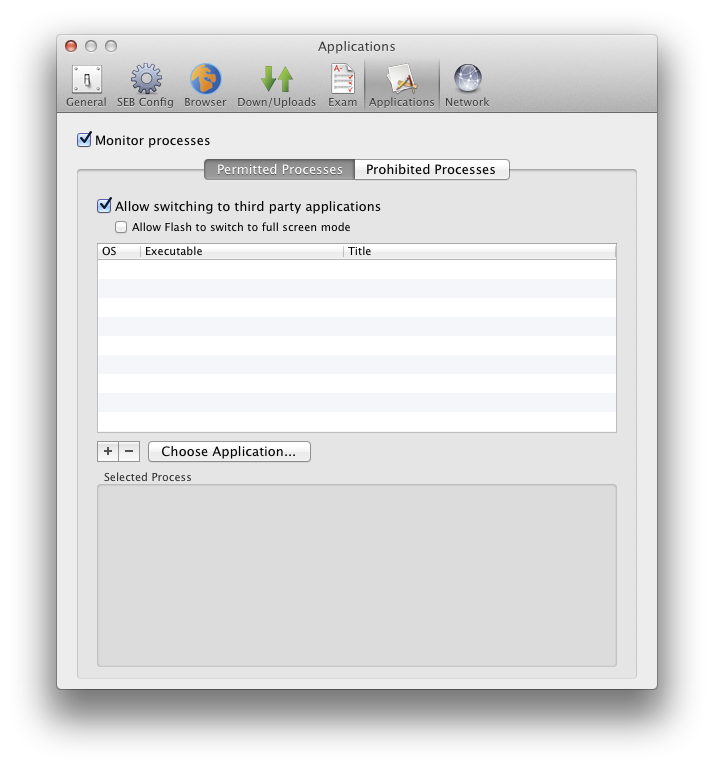 Applications
General SEB Config Browser Down/Uploads Exam Applications Network
Monitor processes
Permitted Processes Prohibited Processes
Allow switching to third party applications
Allow Flash to switch to full screen mode
OS Executable Title
+ − Choose Application...
Selected Process